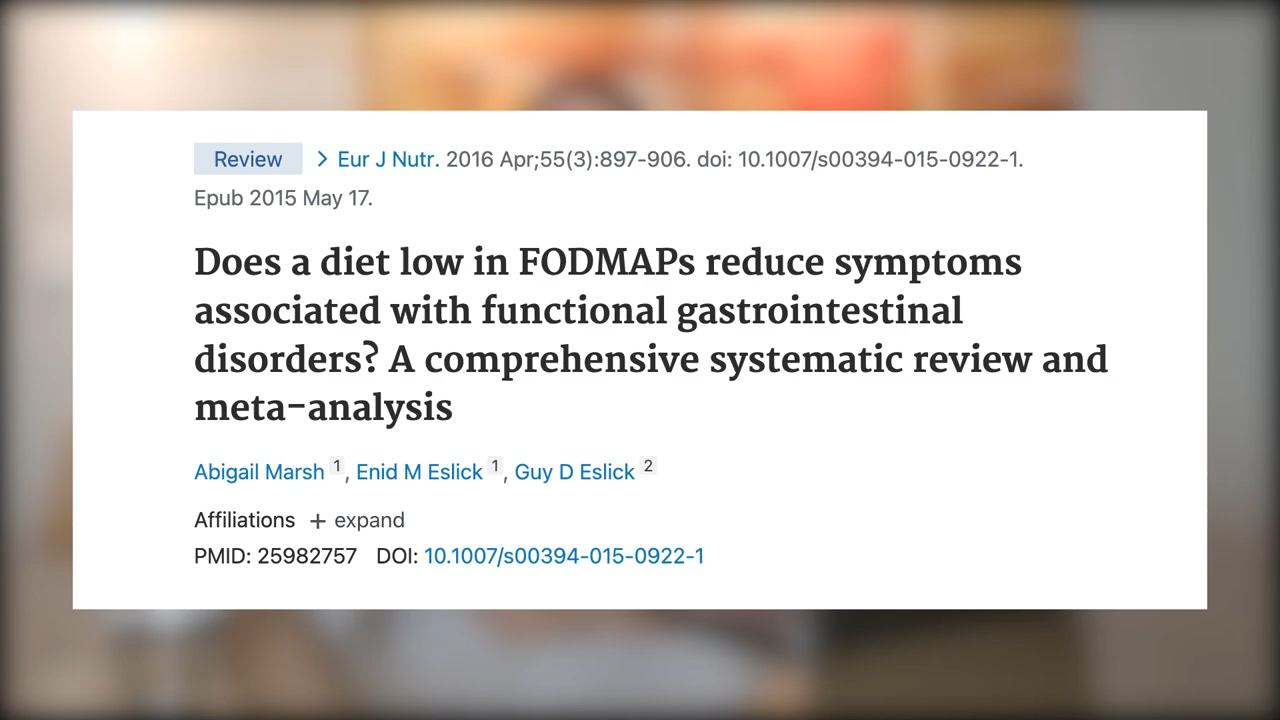 Review > Eur J Nutr. 2016 Apr;55(3):897-906. doi: 10.1007/s00394-015-0922-1.
Epub 2015 May 17.
Does a diet low in FODMAPs reduce symptoms
associated with functional gastrointestinal
disorders? A comprehensive systematic review and
meta-analysis
Abigail Marsh 1, Enid M Eslick 1, Guy D Eslick 2
Affiliations + expand
PMID: 25982757 DOI: 10.1007/s00394-015-0922-1